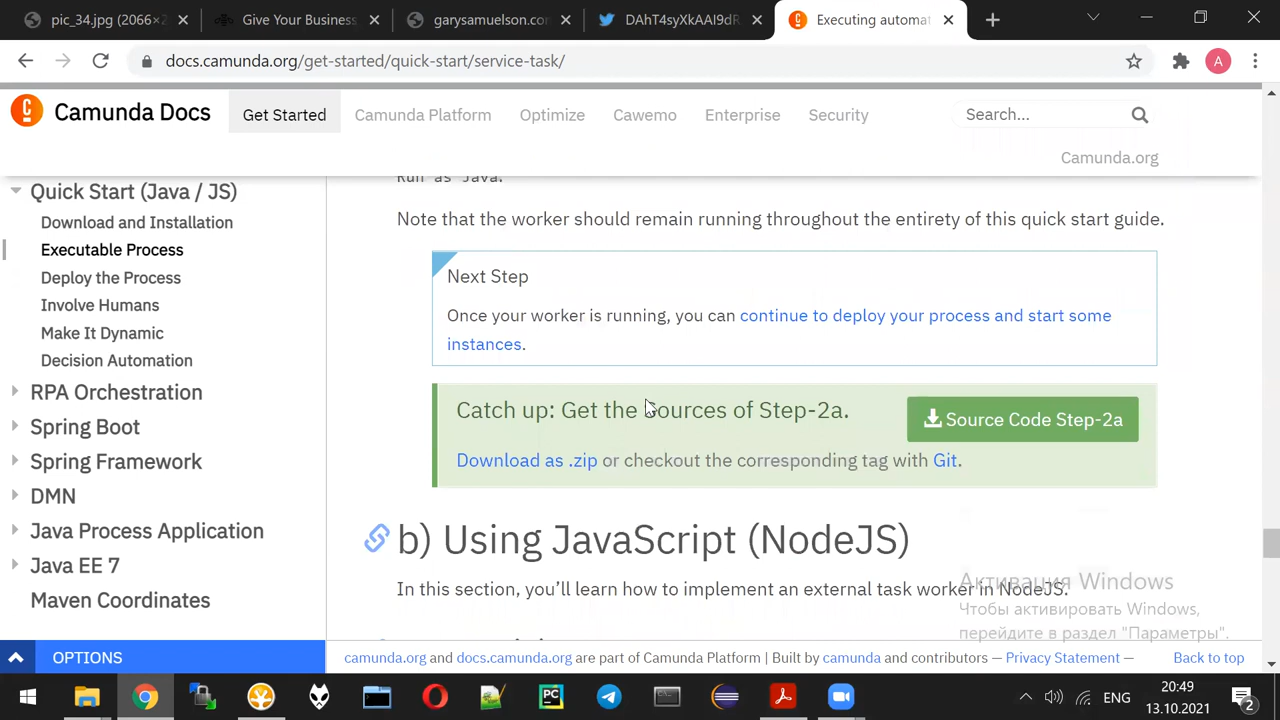 pic_34.jpg (2066×2
Give Your Business
garysamuelson.co
DAhT4syXkAAI9dR
Executing automa
docs.camunda.org/get-started/quick-start/service-task/
A
Camunda Docs
Get Started
Camunda Platform
Optimize
Cawemo
Enterprise
Security
Search...
Camunda.org
Quick Start (Java / JS)
Download and Installation
Executable Process
Deploy the Process
Involve Humans
Make It Dynamic
Decision Automation
RPA Orchestration
Spring Boot
Spring Framework
DMN
Java Process Application
Java EE 7
Maven Coordinates
OPTIONS
Run as Java.
Note that the worker should remain running throughout the entirety of this quick start guide.
Next Step
Once your worker is running, you can continue to deploy your process and start some
instances.
Catch up: Get the Sources of Step-2a.
Source Code Step-2a
Download as .zip or checkout the corresponding tag with Git.
b) Using JavaScript (NodeJS)
In this section, you’ll learn how to implement an external task worker in NodeJS.
Активация Windows
Чтобы активировать Windows,
перейдите в раздел "Параметры".
camunda.org and docs.camunda.org are part of Camunda Platform | Built by camunda and contributors — Privacy Statement —
Back to top
PC
ENG
20:49
13.10.2021
2